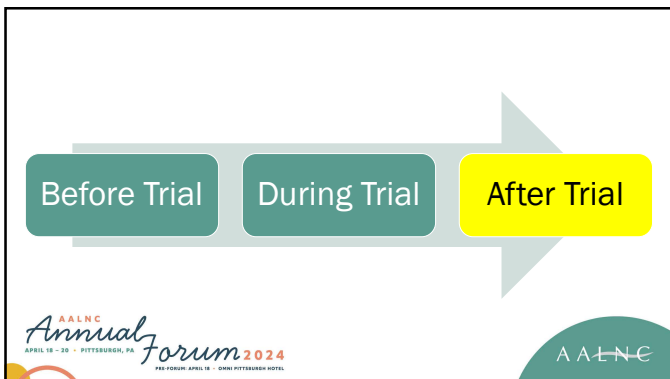 Before Trial
During Trial
After Trial
AALNC
Annual
APRIL 18 - 20 • PITTSBURGH, PA
Forum 2024
PRE-FORUM: APRIL 18 • OMNI PITTSBURGH HOTEL
AALNC